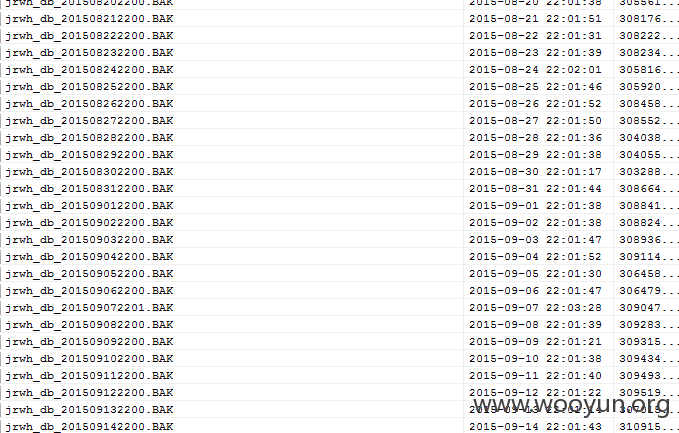 jrwh_db_201508202200.BAK 2015-08-20 22:01:38 305561...
jrwh_db_201508212200.BAK 2015-08-21 22:01:51 308176...
jrwh_db_201508222200.BAK 2015-08-22 22:01:31 308222...
jrwh_db_201508232200.BAK 2015-08-23 22:01:39 308234...
jrwh_db_201508242200.BAK 2015-08-24 22:02:01 305816...
jrwh_db_201508252200.BAK 2015-08-25 22:01:46 305920...
jrwh_db_201508262200.BAK 2015-08-26 22:01:52 308458...
jrwh_db_201508272200.BAK 2015-08-27 22:01:50 308552...
jrwh_db_201508282200.BAK 2015-08-28 22:01:36 304038...
jrwh_db_201508292200.BAK 2015-08-29 22:01:38 304055...
jrwh_db_201508302200.BAK 2015-08-30 22:01:17 303288...
jrwh_db_201508312200.BAK 2015-08-31 22:01:44 308664...
jrwh_db_201509012200.BAK 2015-09-01 22:01:38 308841...
jrwh_db_201509022200.BAK 2015-09-02 22:01:38 308824...
jrwh_db_201509032200.BAK 2015-09-03 22:01:47 308936...
jrwh_db_201509042200.BAK 2015-09-04 22:01:52 309114...
jrwh_db_201509052200.BAK 2015-09-05 22:01:30 306458...
jrwh_db_201509062200.BAK 2015-09-06 22:01:47 306479...
jrwh_db_201509072201.BAK 2015-09-07 22:03:28 309047...
jrwh_db_201509082200.BAK 2015-09-08 22:01:39 309283...
jrwh_db_201509092200.BAK 2015-09-09 22:01:21 309315...
jrwh_db_201509102200.BAK 2015-09-10 22:01:38 309434...
jrwh_db_201509112200.BAK 2015-09-11 22:01:40 309493...
jrwh_db_201509122200.BAK 2015-09-12 22:01:22 309519...
jrwh_db_201509132200.BAK 2015-09-13
www.wooyun.org
jrwh_db_201509142200.BAK 2015-09-14 22:01:43 310915...